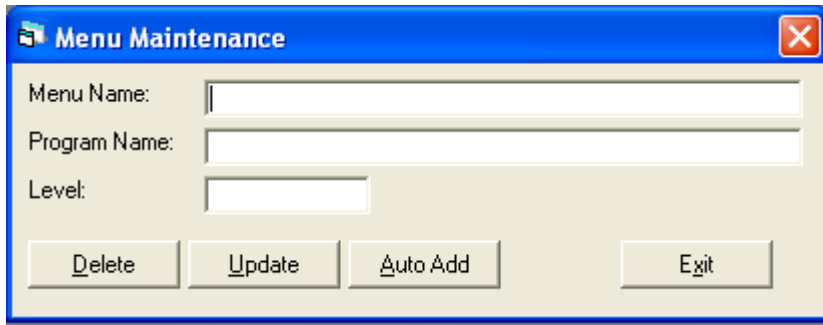 Menu Maintenance
Menu Name:
Program Name:
Level:
Delete Update Auto Add Exit